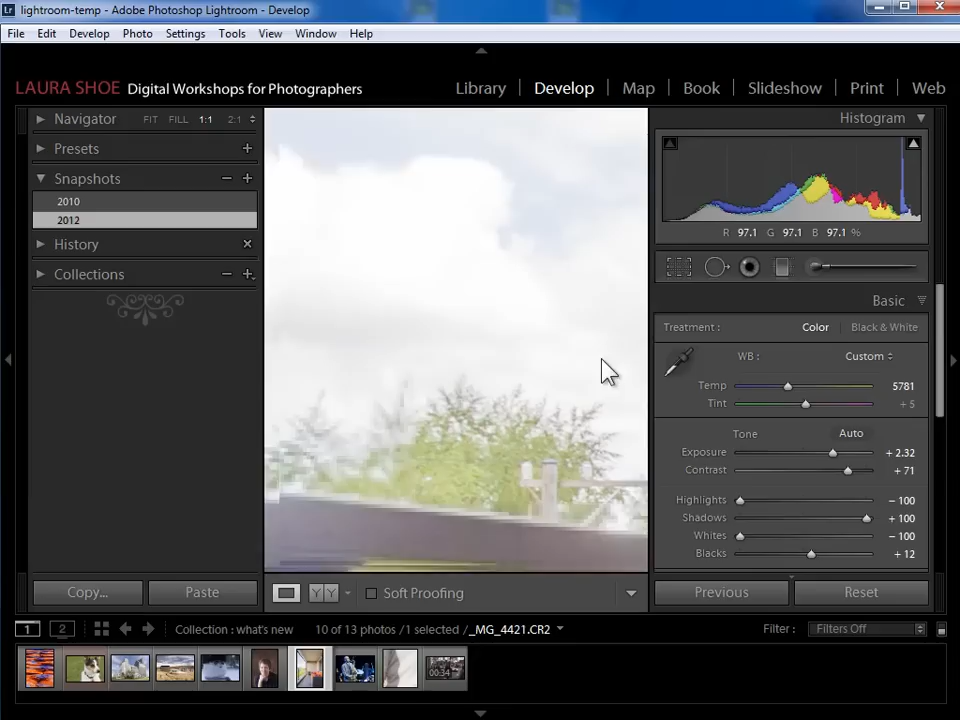 lightroom-temp - Adobe Photoshop Lightroom - Develop
File Edit Develop Photo Settings Tools View Window Help
LAURA SHOE Digital Workshops for Photographers
Library Develop Map Book Slideshow Print Web
Navigator FIT FILL 1:1 2:1
Histogram
Presets
Snapshots
2010
2012
R 97.1 G 97.1 B 97.1 %
History
Collections
Basic
Treatment : Color Black & White
WB : Custom
Temp 5781
Tint + 5
Tone Auto
Exposure + 2.32
Contrast + 71
Highlights − 100
Shadows + 100
Whites − 100
Blacks + 12
Copy... Paste Soft Proofing Previous Reset
1 2 Collection : what's new 10 of 13 photos /1 selected /_MG_4421.CR2 Filter : Filters Off
00:34